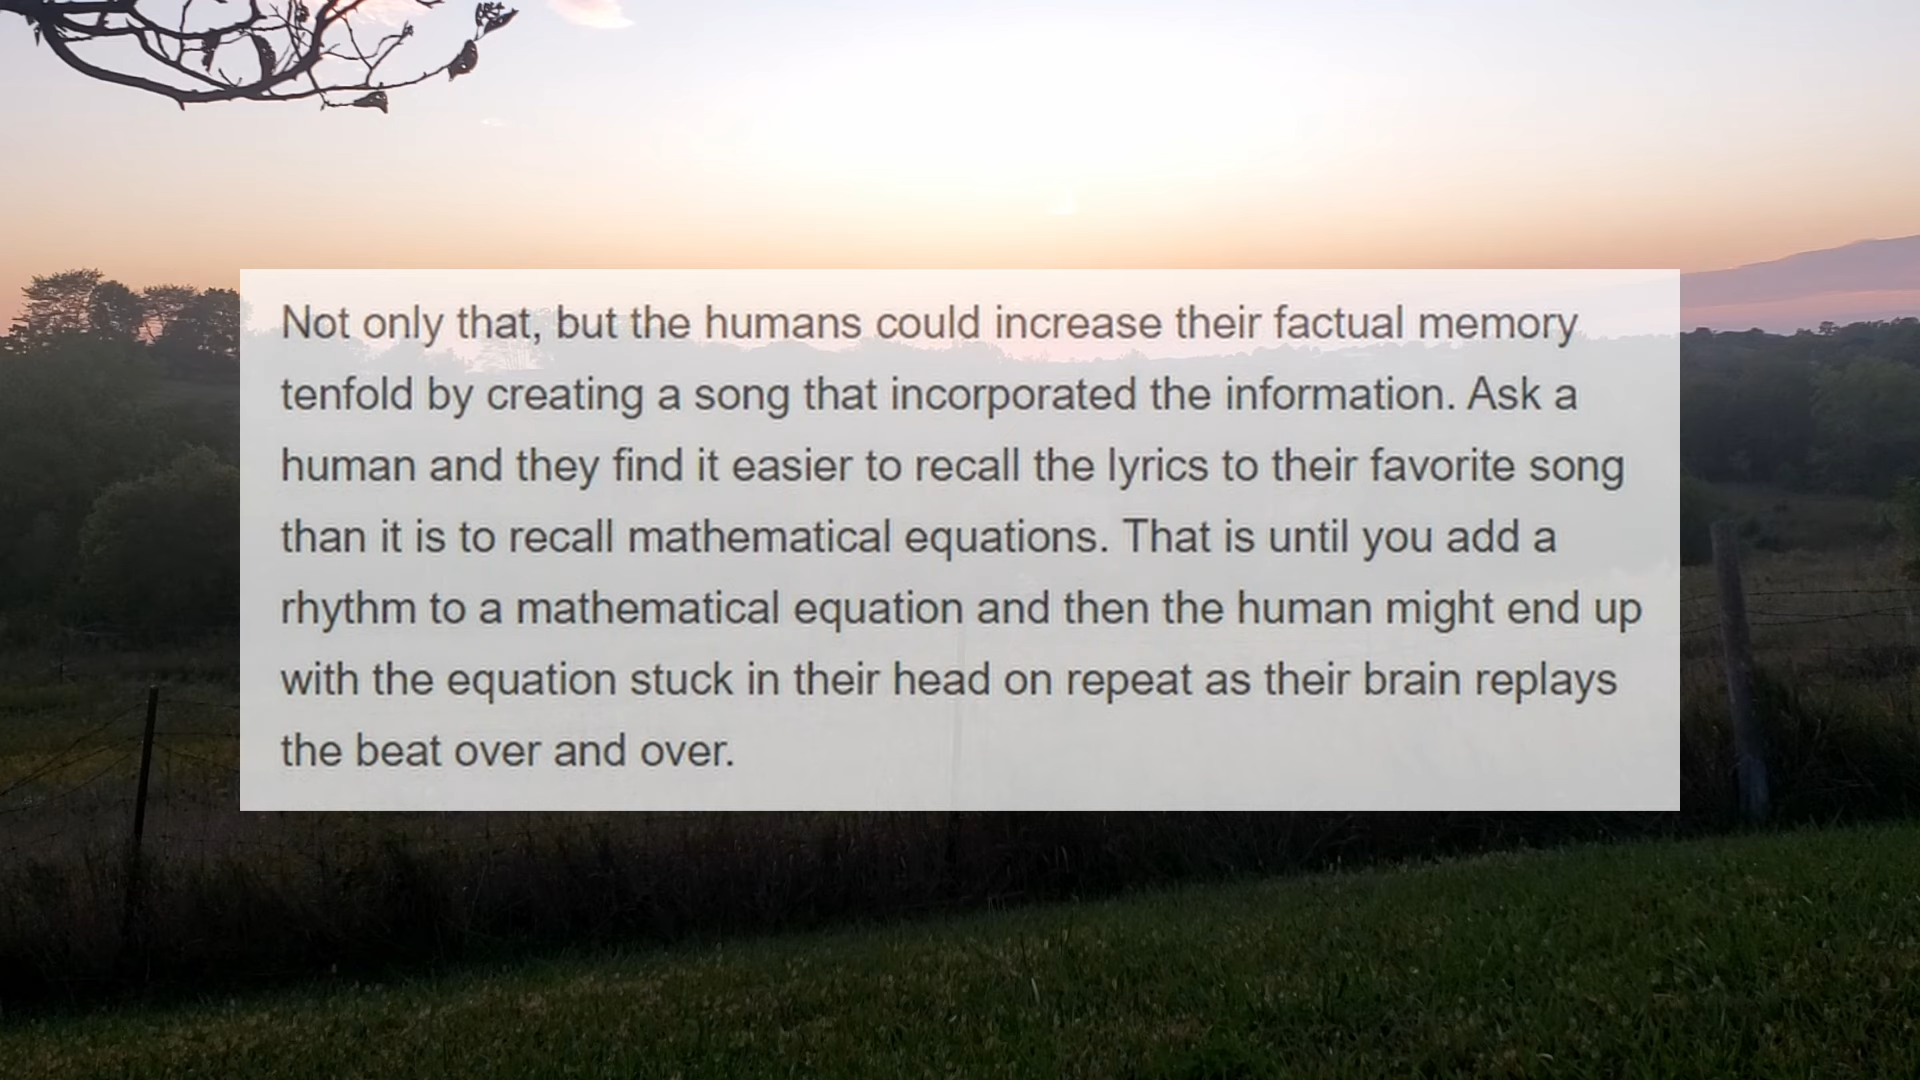 Not only that, but the humans could increase their factual memory
tenfold by creating a song that incorporated the information. Ask a
human and they find it easier to recall the lyrics to their favorite song
than it is to recall mathematical equations. That is until you add a
rhythm to a mathematical equation and then the human might end up
with the equation stuck in their head on repeat as their brain replays
the beat over and over.